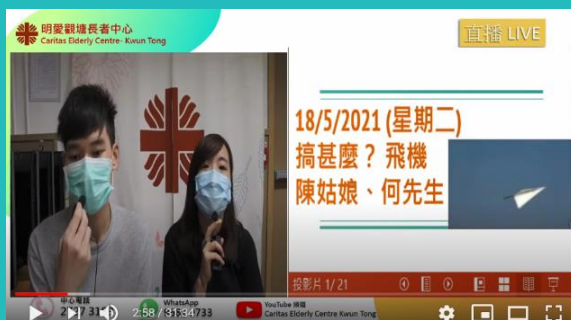 明愛觀塘長者中心
Caritas Elderly Centre- Kwun Tong
直播 LIVE
18/5/2021 (星期二)
搞甚麼? 飛機
陳姑娘、何先生
投影片 1/21
中心電話
WhatsApp
YouTube 頻道
Caritas Elderly Centre Kwun Tong
2:58 / 31:34